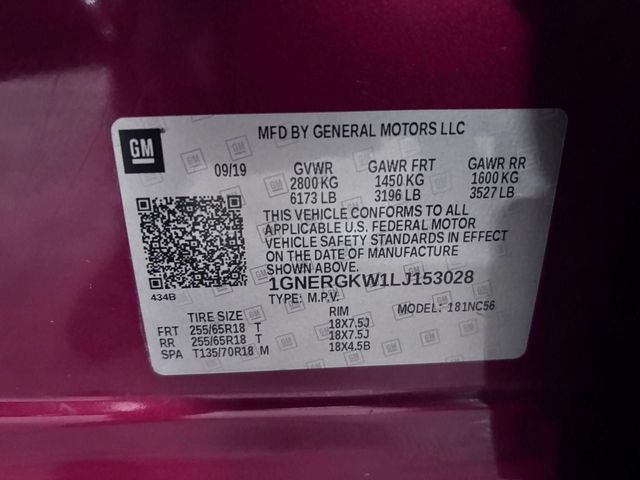 MFD BY GENERAL MOTORS LLC
GM
09/19 GVWR GAWR FRT GAWR RR
2800 KG 1450 KG 1600 KG
6173 LB 3196 LB 3527 LB
THIS VEHICLE CONFORMS TO ALL
APPLICABLE U.S. FEDERAL MOTOR
VEHICLE SAFETY STANDARDS IN EFFECT
ON THE DATE OF MANUFACTURE
SHOWN ABOVE.
434B
1GNERGKW1LJ153028
TYPE: M.P.V. MODEL: 181NC56
TIRE SIZE RIM
FRT 255/65R18 T 18X7.5J
RR 255/65R18 T 18X7.5J
SPA T135/70R18 M 18X4.5B